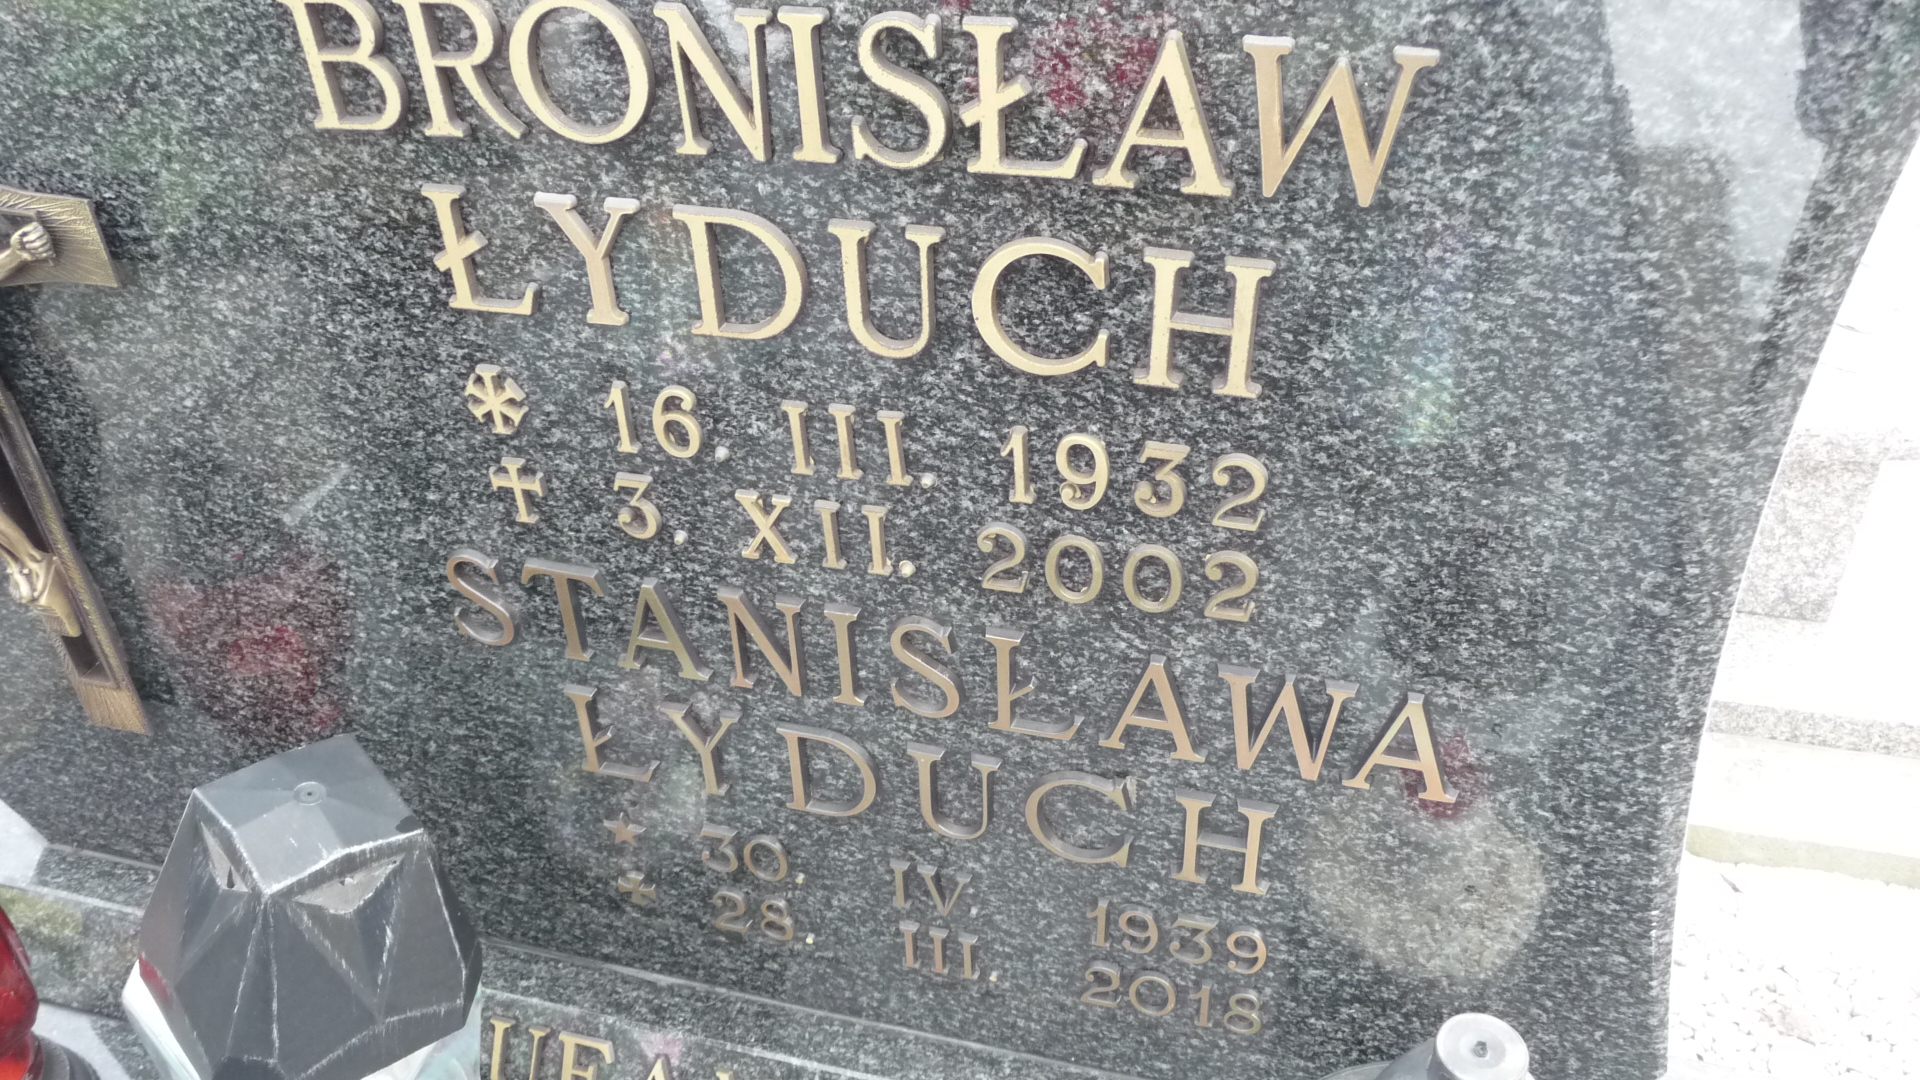 BRONISŁAW
ŁYDUCH
* 16. III. 1932
† 3. XII. 2002
STANISŁAWA
ŁYDUCH
★ 30. IV. 1939
✝ 28. III. 2018